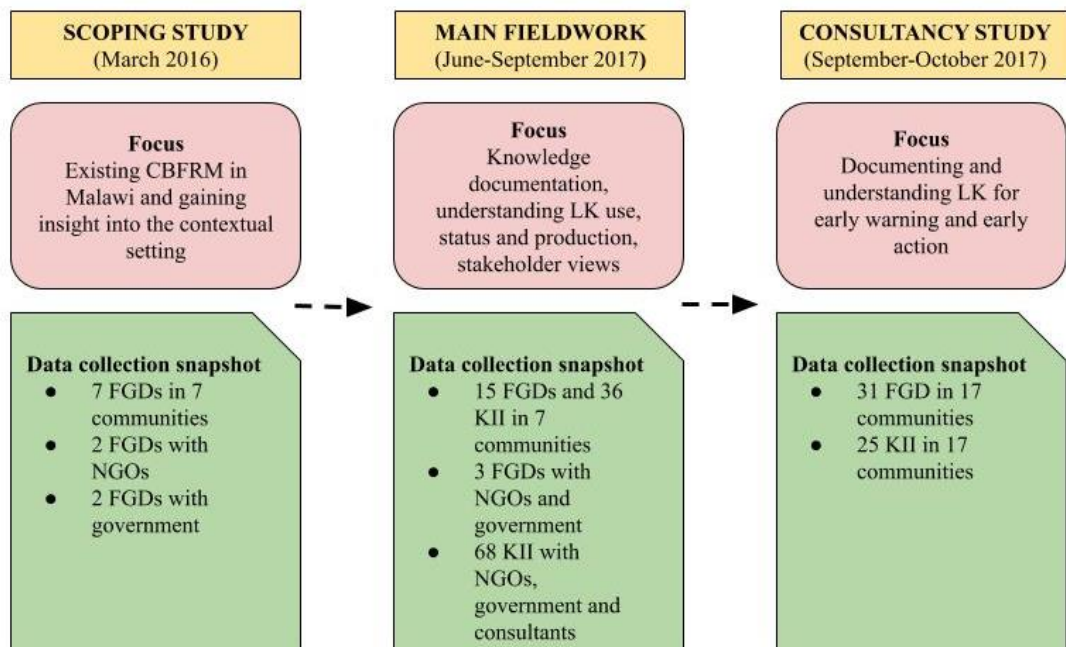 SCOPING STUDY
(March 2016)
Focus
Existing CBFRM in
Malawi and gaining
insight into the contextual
setting
Data collection snapshot
● 7 FGDs in 7
communities
● 2 FGDs with
NGOs
● 2 FGDs with
government
MAIN FIELDWORK
(June-September 2017)
Focus
Knowledge
documentation,
understanding LK use,
status and production,
stakeholder views
Data collection snapshot
● 15 FGDs and 36
KII in 7
communities
● 3 FGDs with
NGOs and
government
● 68 KII with
NGOs,
government and
consultants
CONSULTANCY STUDY
(September-October 2017)
Focus
Documenting and
understanding LK for
early warning and early
action
Data collection snapshot
● 31 FGD in 17
communities
● 25 KII in 17
communities